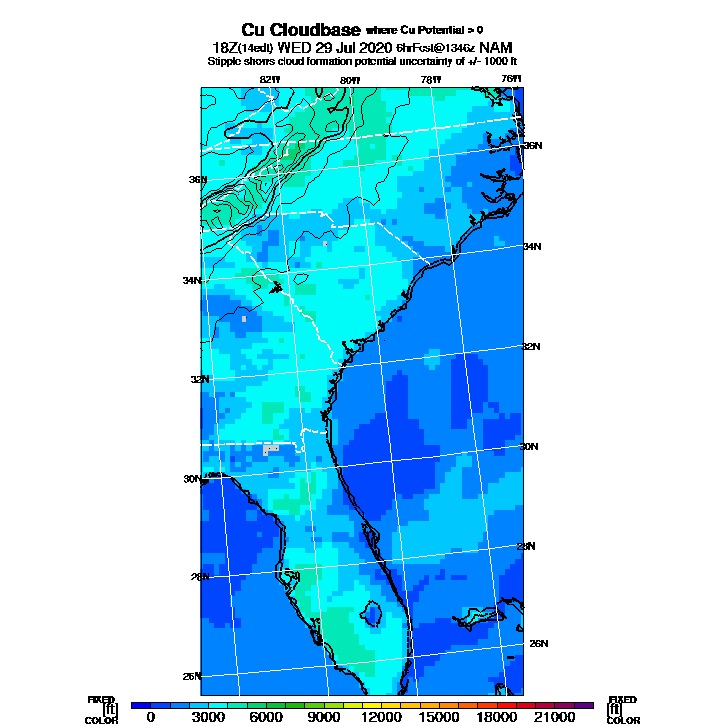 Cu Cloudbase where Cu Potential > 0
18Z(14edt) WED 29 Jul 2020 6hrFcst@1346z NAM
Stipple shows cloud formation potential uncertainty of +/- 1000 ft
82W 80W 78W 76W
36N
36N
34N
34N
32N
32N
30N
30N
28N
28N
26N
26N
FIXED FIXED
[ft] [ft]
COLOR COLOR
0 3000 6000 9000 12000 15000 18000 21000